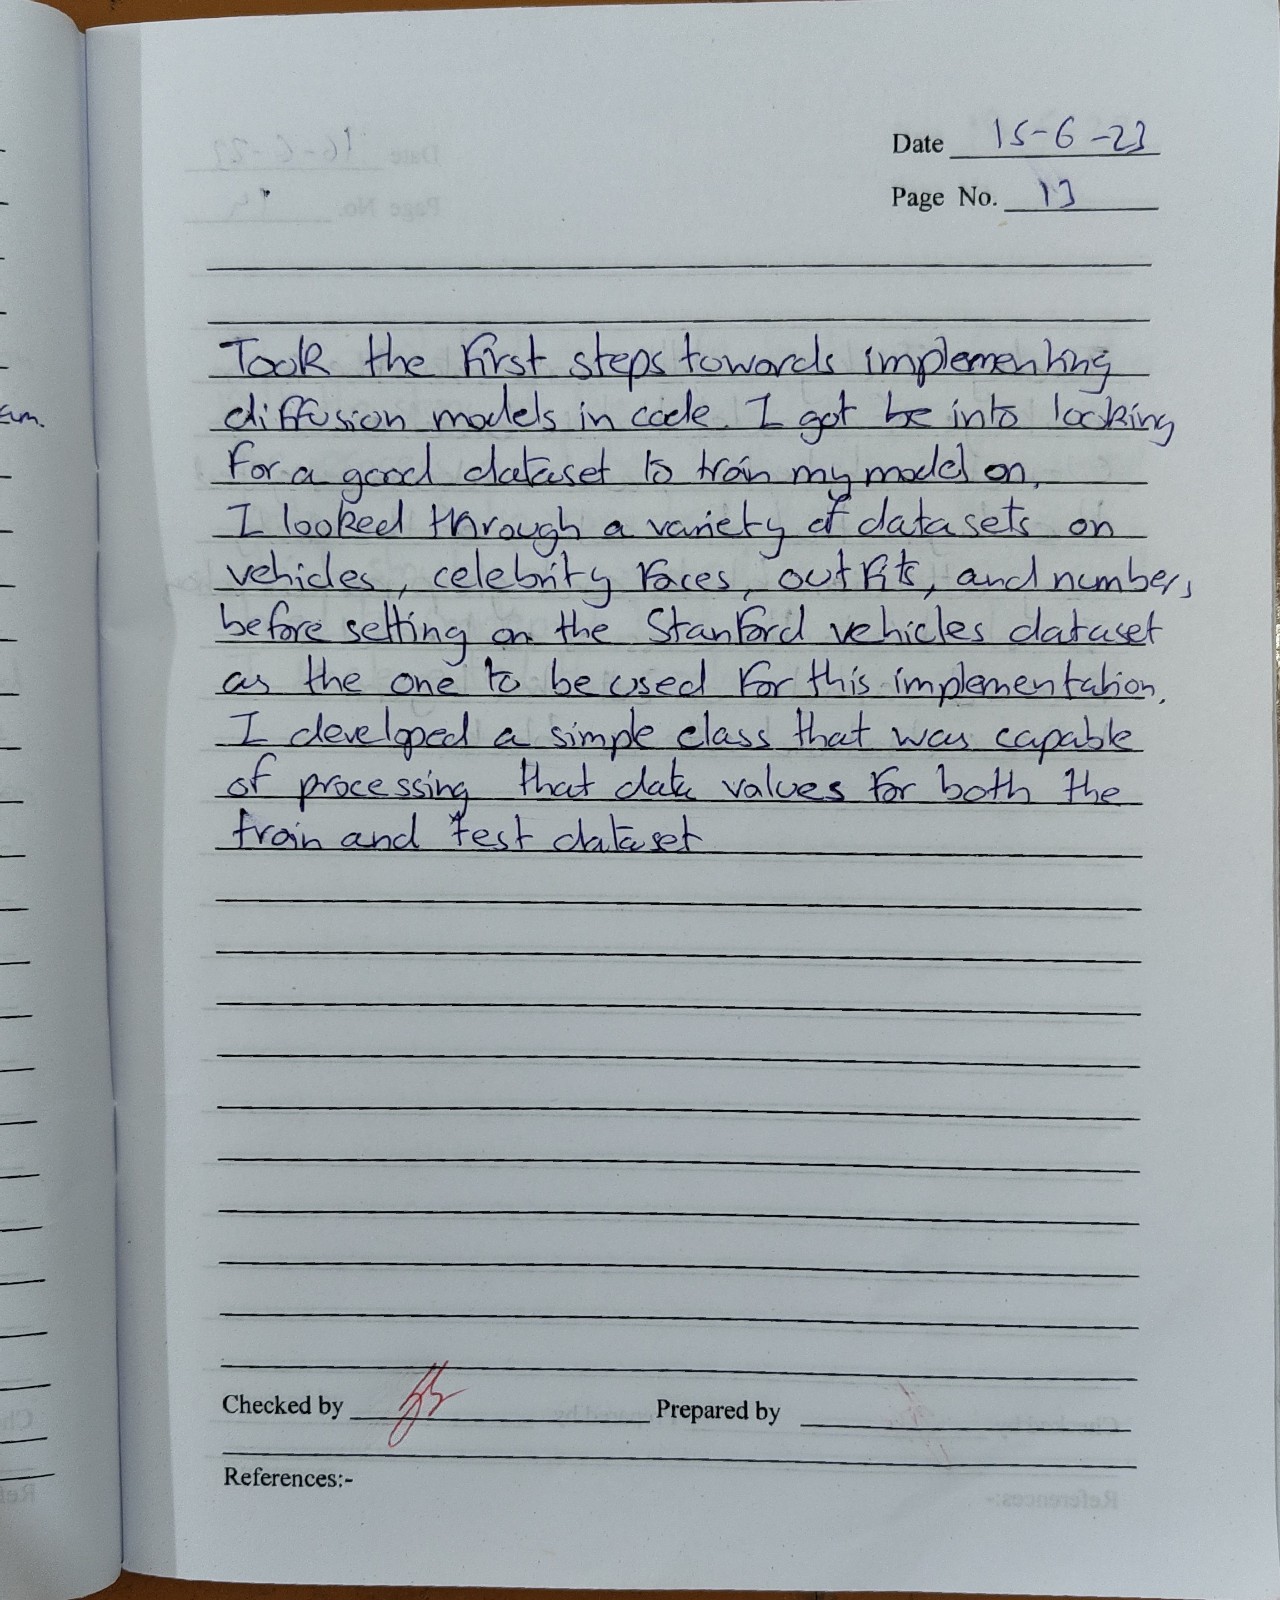 Date 15-6-23
Page No. 13
Took the first steps towards implementing
diffusion models in code. I got be into looking
for a good dataset to train my model on.
I looked through a variety of datasets on
vehicles, celebrity faces, outfits, and numbers,
before setting on the Stanford vehicles dataset
as the one to be used for this implementation.
I developed a simple class that was capable
of processing that data values for both the
train and test dataset
Checked by Prepared by
References:-